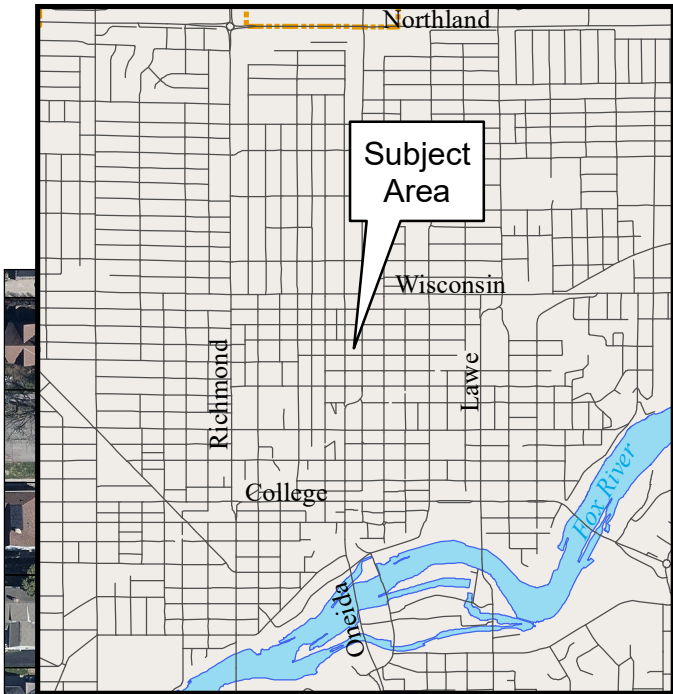 Northland
Subject
Area
Wisconsin
Richmond
Lawe
College
Fox River
Oneida